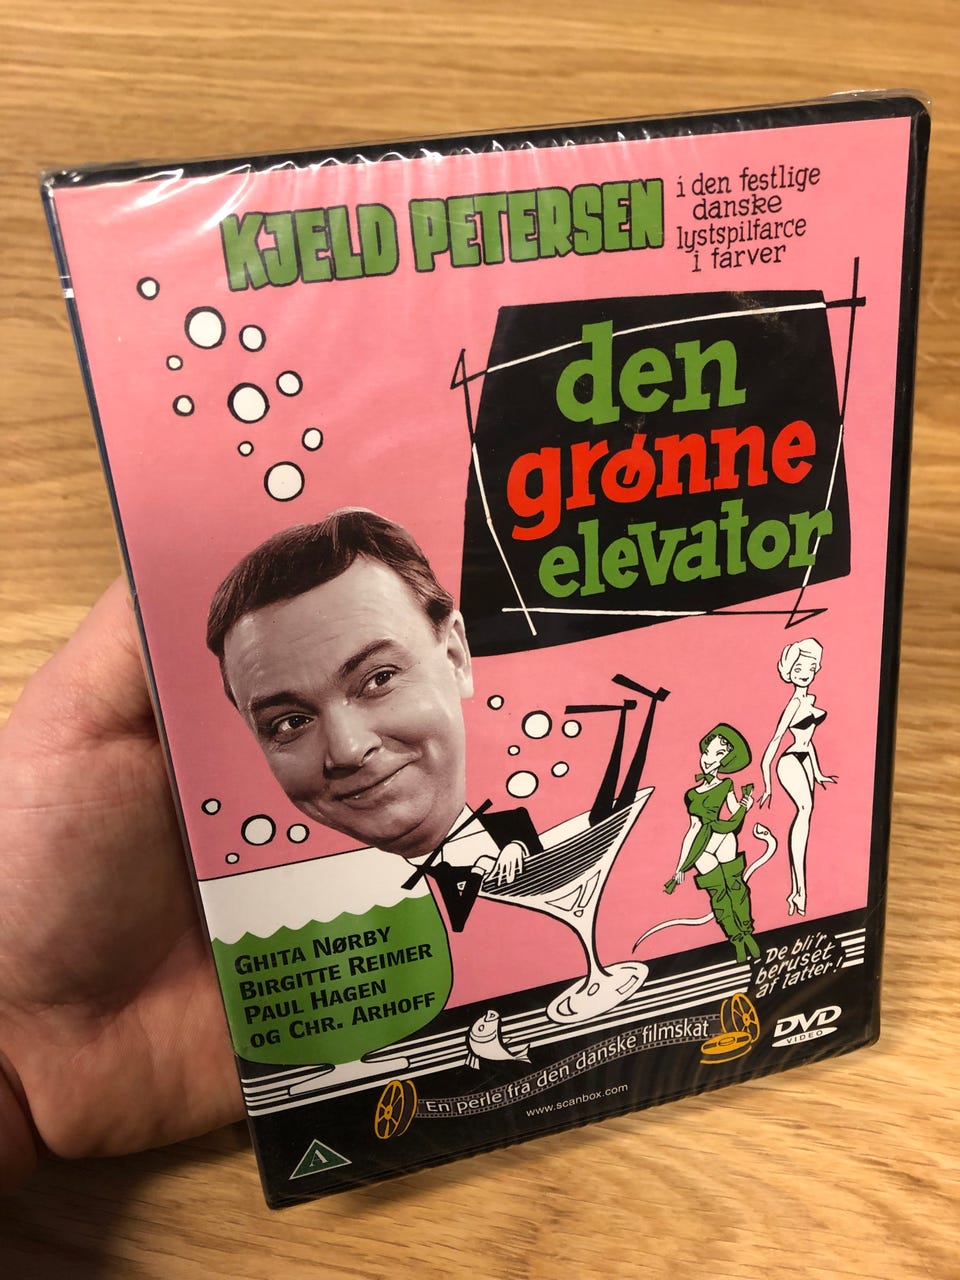 KJELD PETERSEN
i den festlige
danske
lystspilfarce
i farver
den
grønne
elevator
GHITA NØRBY
BIRGITTE REIMER
PAUL HAGEN
OG CHR. ARHOFF
De bli'r
beruset
af latter!
DVD
VIDEO
En perle fra den danske filmskat
www.scanbox.com
A